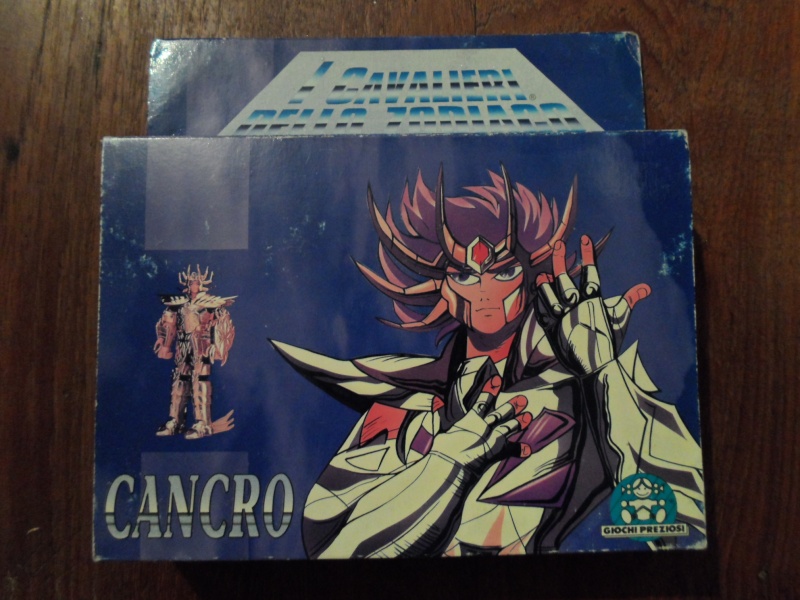 I CAVALIERI®
DELLO ZODIACO
CANCRO
GIOCHI PREZIOSI